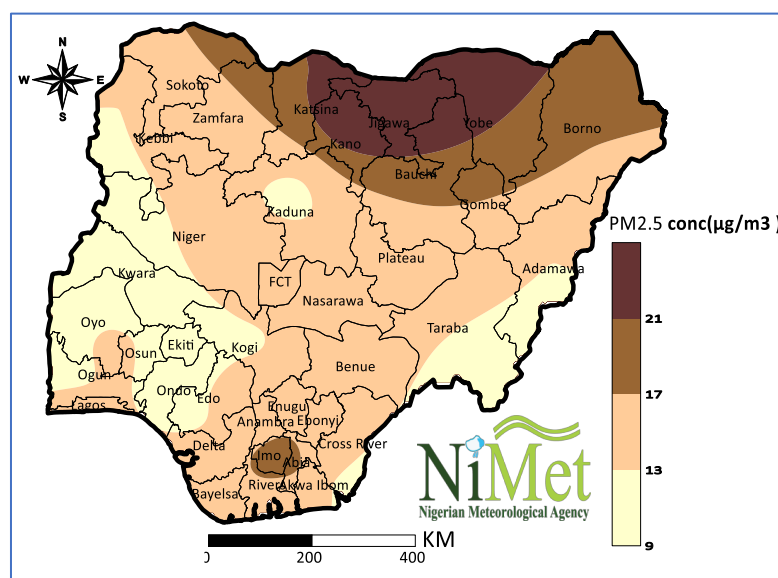 N
W E
S
Sokoto
Katsina
Zamfara
Jigawa
Yobe
Borno
Kebbi
Kano
Bauchi
Gombe
Kaduna
Niger
Plateau
Adamawa
Kwara
FCT
Nasarawa
Taraba
Oyo
Osun
Ekiti
Kogi
Benue
Ogun
Ondo
Edo
Lagos
Enugu
Anambra
Ebonyi
Delta
Cross River
Imo
Abia
Bayelsa
River
Akwa Ibom
PM2.5 conc(µg/m3 )
21
17
13
9
NiMet
Nigerian Meteorological Agency
KM
0 200 400